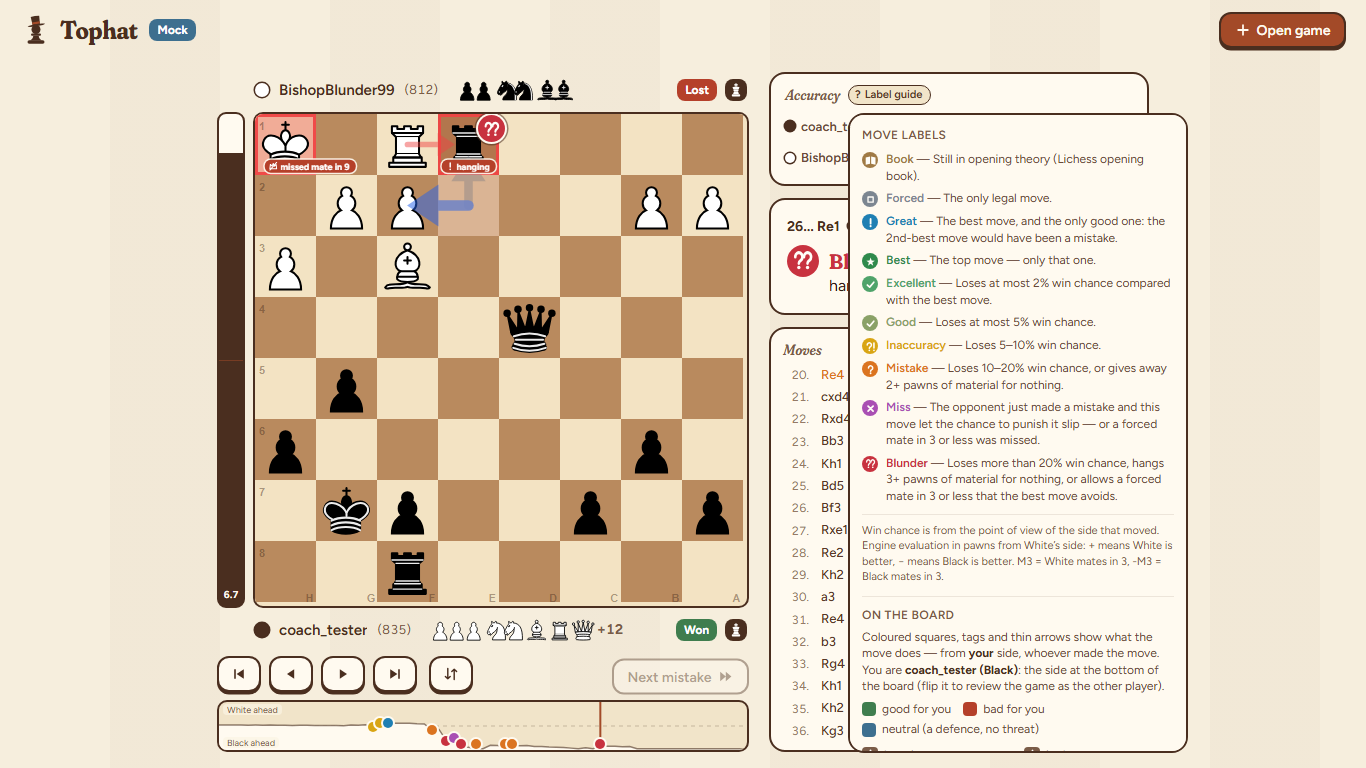 Tophat Mock
+ Open game
BishopBlunder99 (812)
Lost
1
missed mate in 9
??
! hanging
2
3
4
5
6
7
8
H G F E D C B A
6.7
coach_tester (835)
+12
Won
Next mistake
White ahead
Black ahead
Accuracy
? Label guide
coach_t
BishopB
26... Re1
?? Bl
har
Moves
20. Re4
21. cxd4
22. Rxd4
23. Bb3
24. Kh1
25. Bd5
26. Bf3
27. Rxe1
28. Re2
29. Kh2
30. a3
31. Re4
32. b3
33. Rg4
34. Kh1
35. Kh2
36. Kg3
MOVE LABELS
Book — Still in opening theory (Lichess opening
book).
Forced — The only legal move.
! Great — The best move, and the only good one: the
2nd-best move would have been a mistake.
Best — The top move — only that one.
Excellent — Loses at most 2% win chance compared
with the best move.
Good — Loses at most 5% win chance.
?! Inaccuracy — Loses 5–10% win chance.
? Mistake — Loses 10–20% win chance, or gives away
2+ pawns of material for nothing.
Miss — The opponent just made a mistake and this
move let the chance to punish it slip — or a forced
mate in 3 or less was missed.
?? Blunder — Loses more than 20% win chance, hangs
3+ pawns of material for nothing, or allows a forced
mate in 3 or less that the best move avoids.
Win chance is from the point of view of the side that moved.
Engine evaluation in pawns from White's side: + means White is
better, − means Black is better. M3 = White mates in 3, -M3 =
Black mates in 3.
ON THE BOARD
Coloured squares, tags and thin arrows show what the
move does — from your side, whoever made the move.
You are coach_tester (Black): the side at the bottom of
the board (flip it to review the game as the other player).
good for you bad for you
neutral (a defence, no threat)